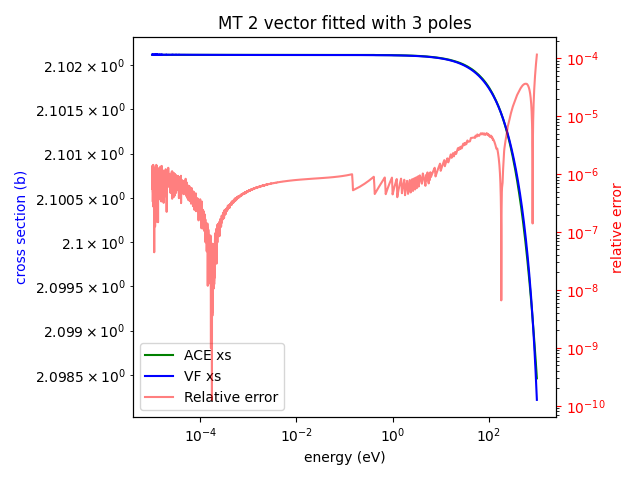 MT 2 vector fitted with 3 poles
cross section (b)
2.102 × 10⁰
2.1015 × 10⁰
2.101 × 10⁰
2.1005 × 10⁰
2.1 × 10⁰
2.0995 × 10⁰
2.099 × 10⁰
2.0985 × 10⁰
ACE xs
VF xs
Relative error
10⁻⁴
10⁻²
10⁰
10²
energy (eV)
10⁻⁴
10⁻⁵
10⁻⁶
10⁻⁷
10⁻⁸
10⁻⁹
10⁻¹⁰
relative error